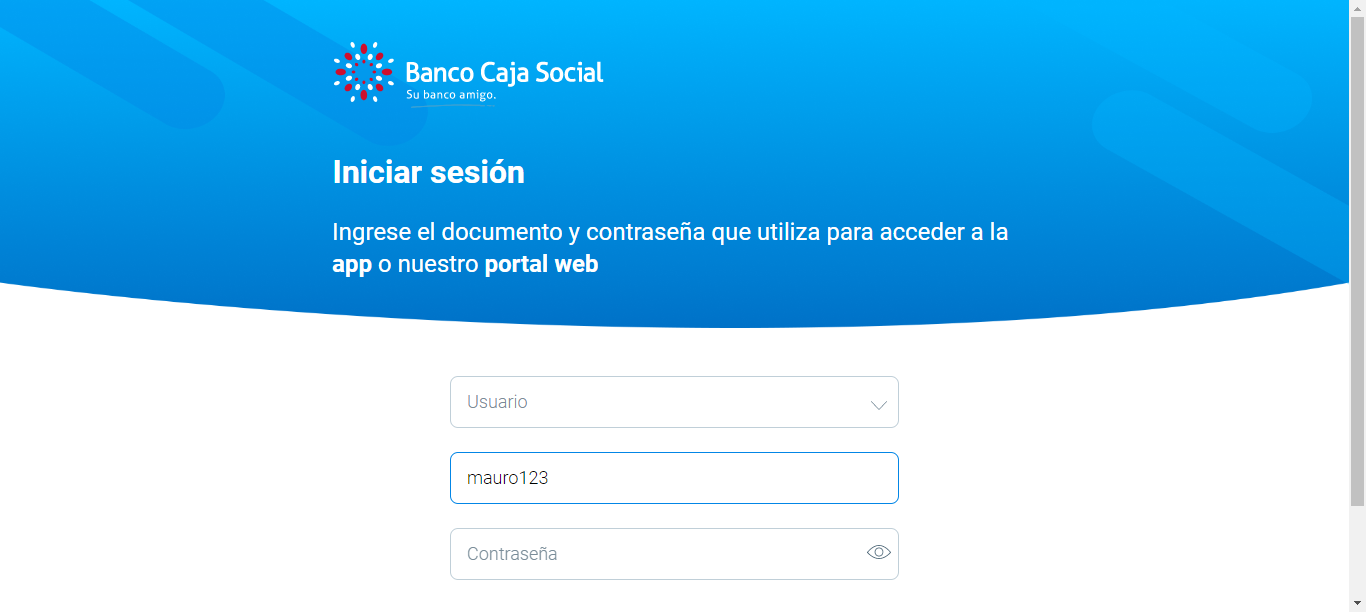 Banco Caja Social
Su banco amigo.
Iniciar sesión
Ingrese el documento y contraseña que utiliza para acceder a la
app o nuestro portal web
Usuario
mauro123
Contraseña